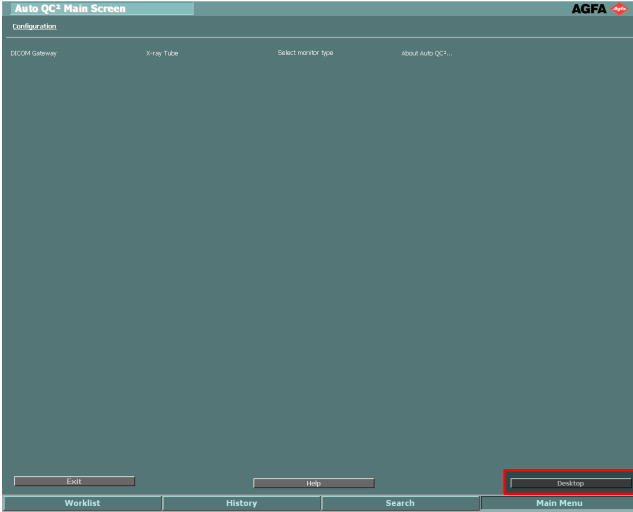 Auto QC² Main Screen
AGFA Agfa
Configuration
DICOM Gateway X-ray Tube Select monitor type About Auto QC²...
Exit Help Desktop
Worklist History Search Main Menu